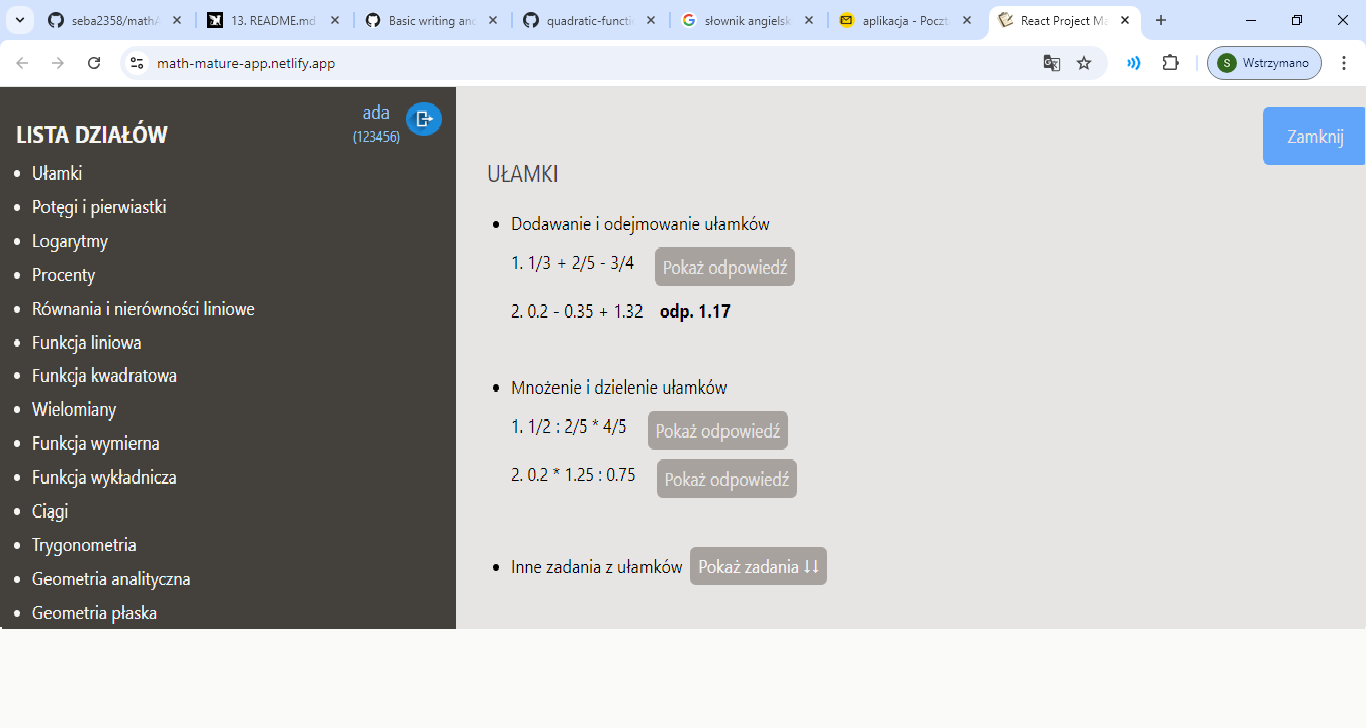 seba2358/math
13. README.md
Basic writing and
quadratic-functi
słownik angielsk
aplikacja - Poczt
React Project Ma
math-mature-app.netlify.app
S Wstrzymano
LISTA DZIAŁÓW
ada
(123456)
Ułamki
Potęgi i pierwiastki
Logarytmy
Procenty
Równania i nierówności liniowe
Funkcja liniowa
Funkcja kwadratowa
Wielomiany
Funkcja wymierna
Funkcja wykładnicza
Ciągi
Trygonometria
Geometria analityczna
Geometria płaska
Zamknij
UŁAMKI
Dodawanie i odejmowanie ułamków
1. 1/3 + 2/5 - 3/4 Pokaż odpowiedź
2. 0.2 - 0.35 + 1.32 odp. 1.17
Mnożenie i dzielenie ułamków
1. 1/2 : 2/5 * 4/5 Pokaż odpowiedź
2. 0.2 * 1.25 : 0.75 Pokaż odpowiedź
Inne zadania z ułamków Pokaż zadania ↓↓